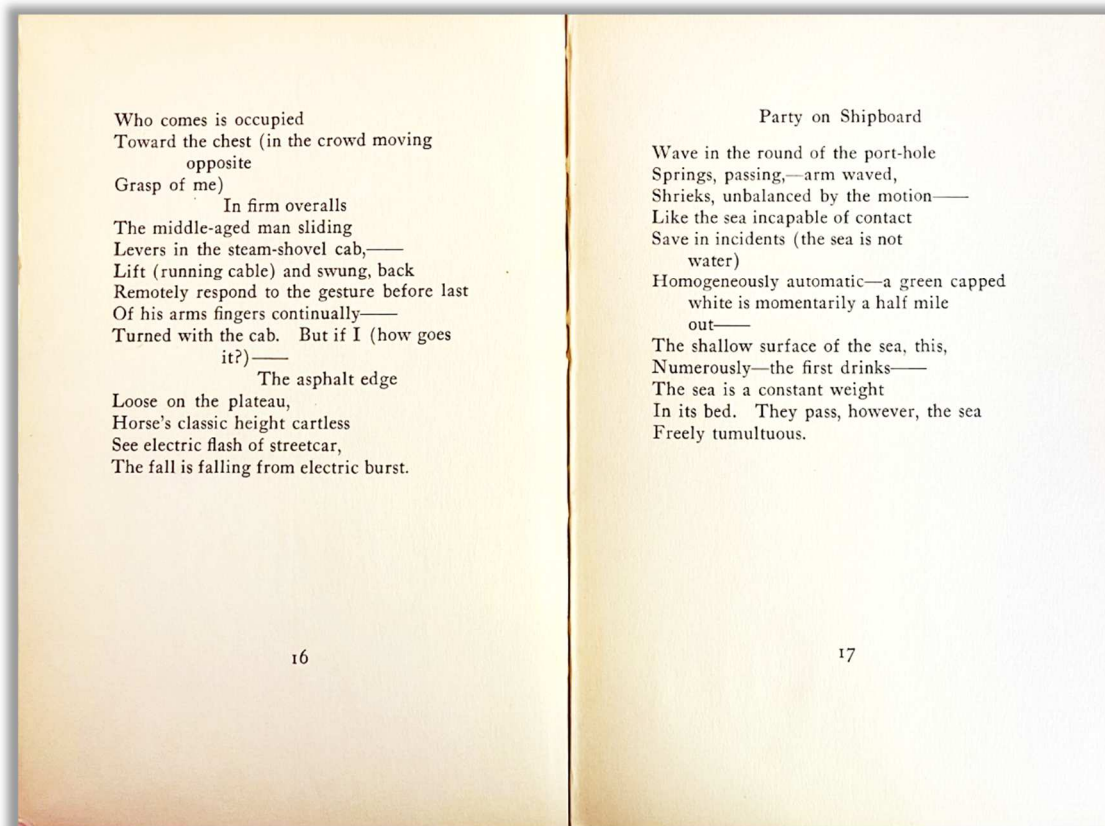 Who comes is occupied
Toward the chest (in the crowd moving
opposite
Grasp of me)
In firm overalls
The middle-aged man sliding
Levers in the steam-shovel cab,——
Lift (running cable) and swung, back
Remotely respond to the gesture before last
Of his arms fingers continually——
Turned with the cab. But if I (how goes
it?)——
The asphalt edge
Loose on the plateau,
Horse's classic height cartless
See electric flash of streetcar,
The fall is falling from electric burst.
16
Party on Shipboard
Wave in the round of the port-hole
Springs, passing,—arm waved,
Shrieks, unbalanced by the motion——
Like the sea incapable of contact
Save in incidents (the sea is not
water)
Homogeneously automatic—a green capped
white is momentarily a half mile
out——
The shallow surface of the sea, this,
Numerously—the first drinks——
The sea is a constant weight
In its bed. They pass, however, the sea
Freely tumultuous.
17